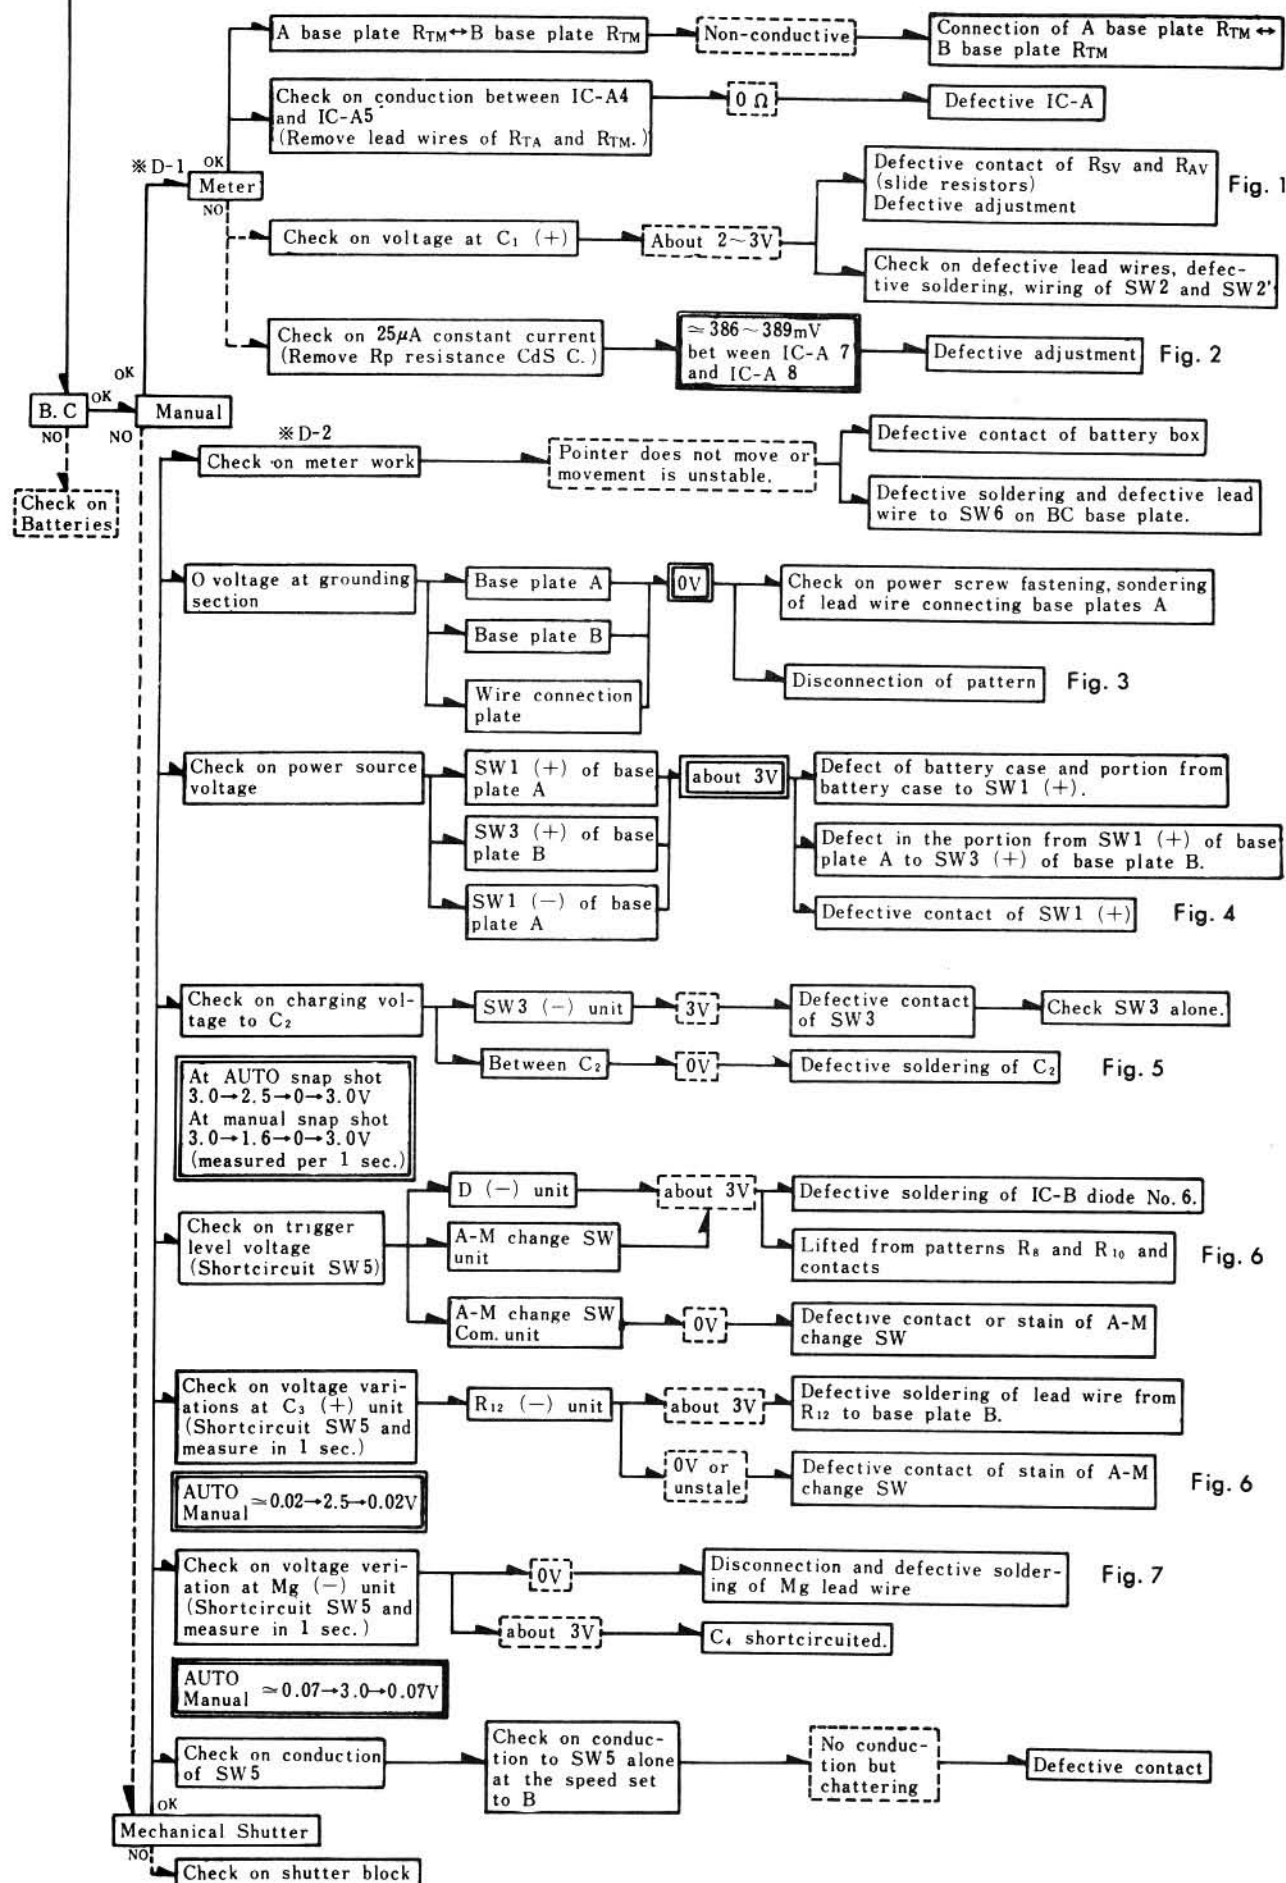 A base plate RTM↔B base plate RTM
Non-conductive
Connection of A base plate RTM↔
B base plate RTM
Check on conduction between IC-A4
and IC-A5
(Remove lead wires of RTA and RTM.)
0 Ω
Defective IC-A
※D-1
OK
Meter
NO
Defective contact of RSV and RAV
(slide resistors)
Defective adjustment
Fig. 1
Check on voltage at C1 (+)
About 2~3V
Check on defective lead wires, defec-
tive soldering, wiring of SW2 and SW2'
Check on 25μA constant current
(Remove Rp resistance CdS C.)
≃386~389mV
bet ween IC-A 7
and IC-A 8
Defective adjustment
Fig. 2
OK
B. C
OK
Manual
NO
NO
Check on
Batteries
※D-2
Check on meter work
Pointer does not move or
movement is unstable.
Defective contact of battery box
Defective soldering and defective lead
wire to SW6 on BC base plate.
O voltage at grounding
section
Base plate A
0V
Check on power screw fastening, sondering
of lead wire connecting base plates A
Base plate B
Wire connection
plate
Disconnection of pattern
Fig. 3
Check on power source
voltage
SW1 (+) of base
plate A
about 3V
Defect of battery case and portion from
battery case to SW1 (+).
SW3 (+) of base
plate B
Defect in the portion from SW1 (+) of base
plate A to SW3 (+) of base plate B.
SW1 (−) of base
plate A
Defective contact of SW1 (+)
Fig. 4
Check on charging vol-
tage to C2
SW3 (−) unit
3V
Defective contact
of SW3
Check SW3 alone.
Between C2
0V
Defective soldering of C2
Fig. 5
At AUTO snap shot
3.0→2.5→0→3.0V
At manual snap shot
3.0→1.6→0→3.0V
(measured per 1 sec.)
Check on trigger
level voltage
(Shortcircuit SW5)
D (−) unit
about 3V
Defective soldering of IC-B diode No. 6.
A-M change SW
unit
Lifted from patterns R8 and R10 and
contacts
Fig. 6
A-M change SW
Com. unit
0V
Defective contact or stain of A-M
change SW
Check on voltage vari-
ations at C3 (+) unit
(Shortcircuit SW5 and
measure in 1 sec.)
R12 (−) unit
about 3V
Defective soldering of lead wire from
R12 to base plate B.
0V or
unstale
Defective contact of stain of A-M
change SW
Fig. 6
AUTO
Manual ≃0.02→2.5→0.02V
Check on voltage veri-
ation at Mg (−) unit
(Shortcircuit SW5 and
measure in 1 sec.)
0V
Disconnection and defective solder-
ing of Mg lead wire
Fig. 7
about 3V
C4 shortcircuited.
AUTO
Manual ≃0.07→3.0→0.07V
Check on conduction
of SW5
Check on conduc-
tion to SW5 alone
at the speed set
to B
No conduc-
tion but
chattering
Defective contact
OK
Mechanical Shutter
NO
Check on shutter block